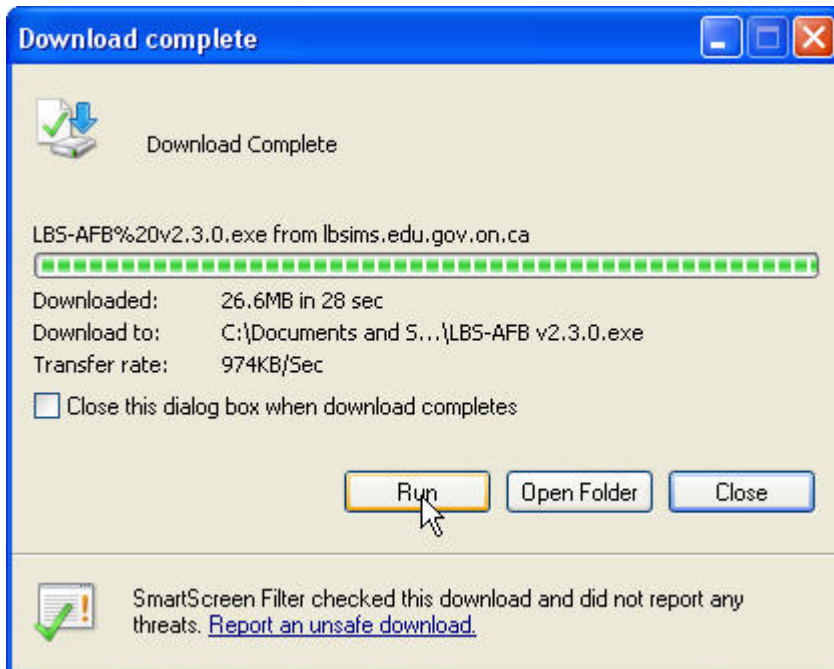 Download complete
Download Complete
LBS-AFB%20v2.3.0.exe from lbsims.edu.gov.on.ca
Downloaded: 26.6MB in 28 sec
Download to: C:\Documents and S...\LBS-AFB v2.3.0.exe
Transfer rate: 974KB/Sec
Close this dialog box when download completes
Run Open Folder Close
SmartScreen Filter checked this download and did not report any
threats. Report an unsafe download.